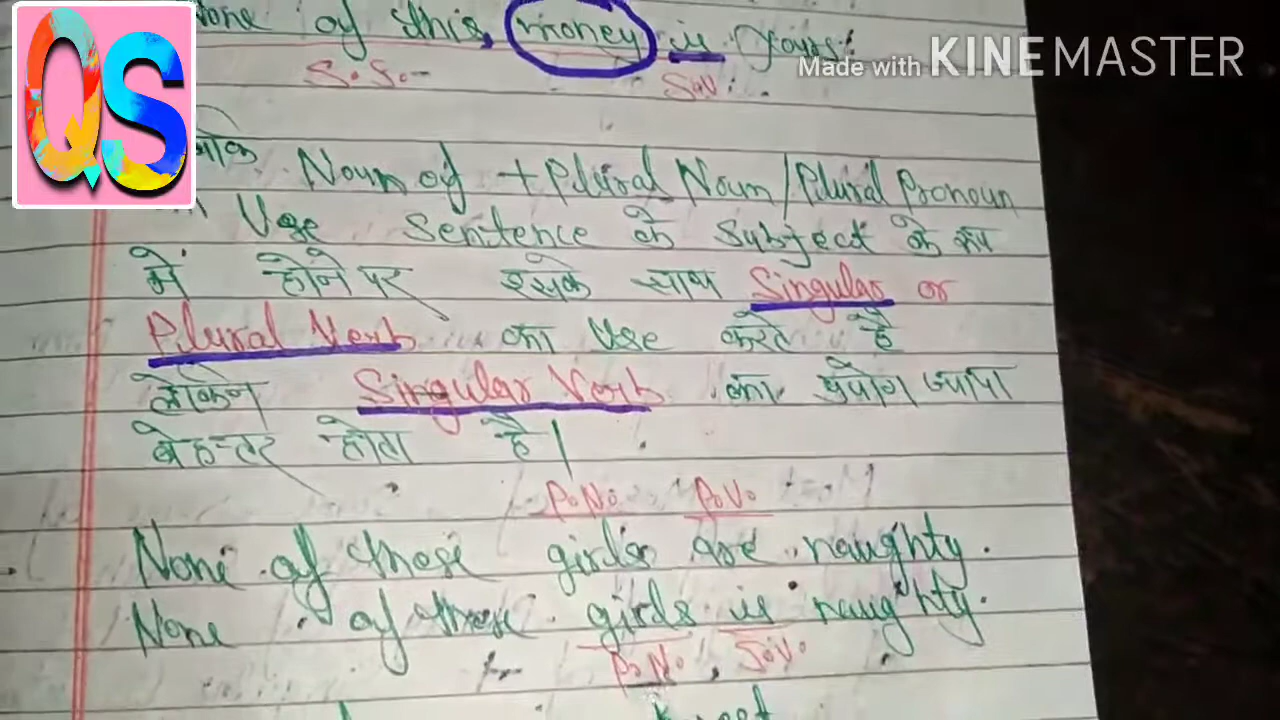 None of this money is yours.
S.S.
S.V.
Made with KINEMASTER
QS
Noun of + Plural Noun/Plural Pronoun
Use Sentence के Subject के रूप
में होने पर इसके साथ Singular or
Plural Verb का Use करते है
लेकिन Singular Verb का प्रयोग ज्यादा
बेहतर होता है।
P.N. P.V.
None of these girls are naughty.
None of these girls is naughty.
P.N. S.V.